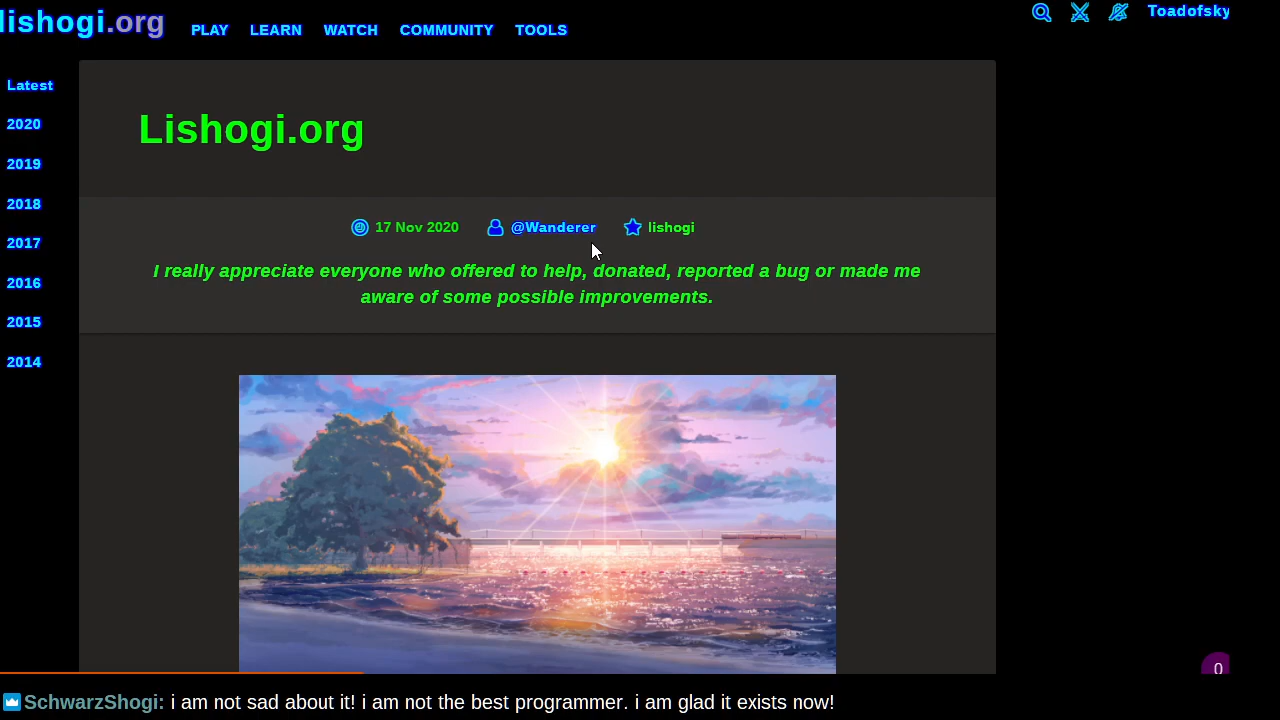 lishogi.org
PLAY LEARN WATCH COMMUNITY TOOLS
Toadofsky
Latest
2020
2019
2018
2017
2016
2015
2014
Lishogi.org
17 Nov 2020 @Wanderer lishogi
I really appreciate everyone who offered to help, donated, reported a bug or made me
aware of some possible improvements.
0
SchwarzShogi: i am not sad about it! i am not the best programmer. i am glad it exists now!